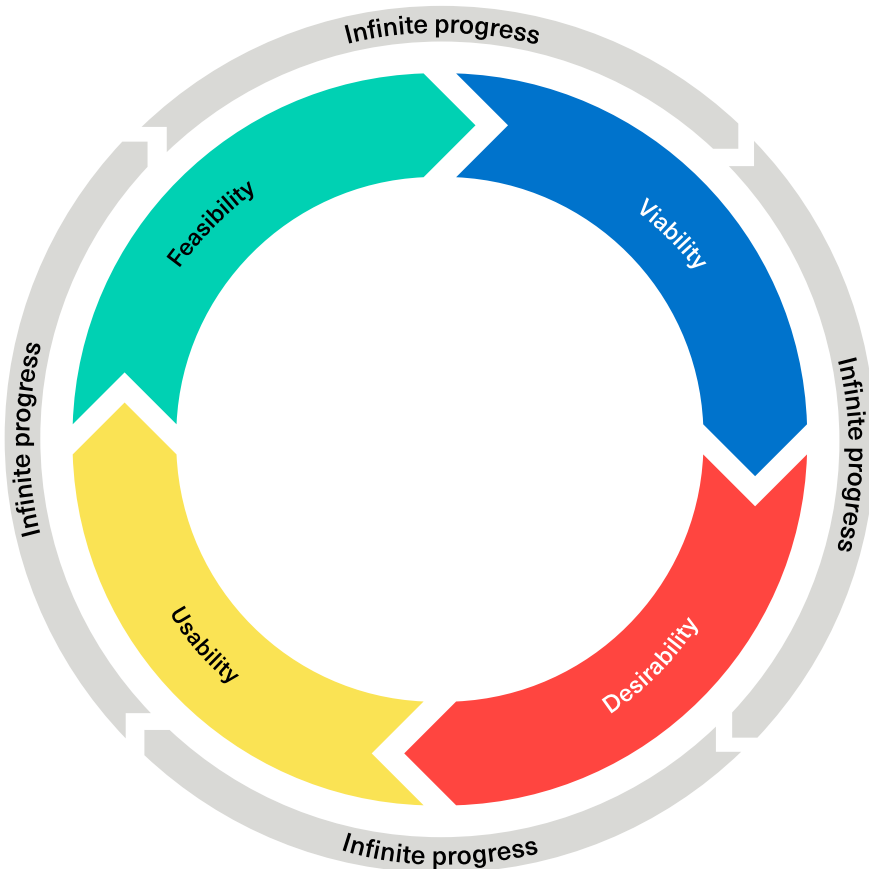 Infinite progress
Feasibility
Viability
Infinite progress
Infinite progress
Usability
Desirability
Infinite progress